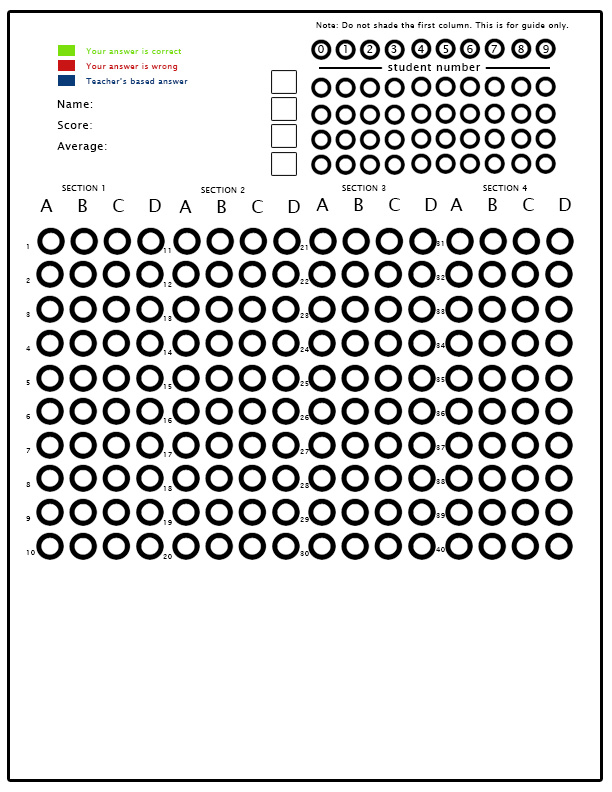 Note: Do not shade the first column. This is for guide only.
0 1 2 3 4 5 6 7 8 9
student number
Your answer is correct
Your answer is wrong
Teacher's based answer
Name:
Score:
Average:
SECTION 1 SECTION 2 SECTION 3 SECTION 4
A B C D A B C D A B C D A B C D
1 11 21 31
2 12 22 32
3 13 23 33
4 14 24 34
5 15 25 35
6 16 26 36
7 17 27 37
8 18 28 38
9 19 29 39
10 20 30 40